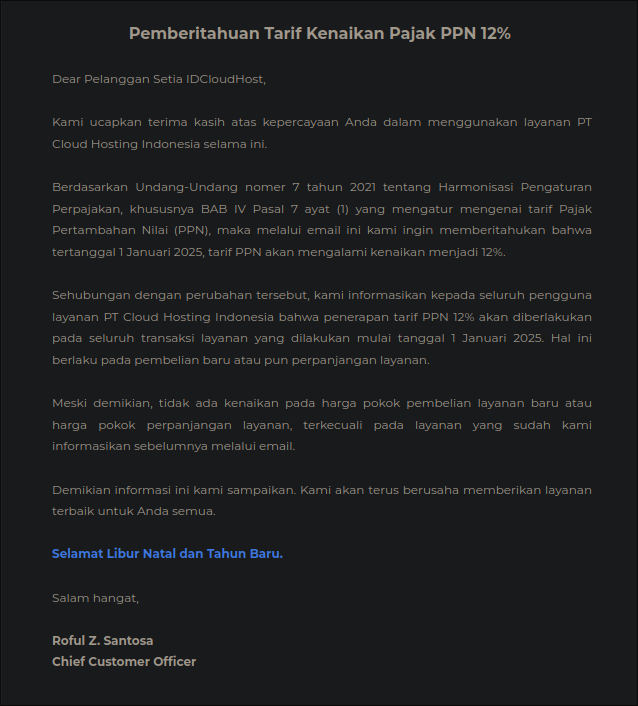 Pemberitahuan Tarif Kenaikan Pajak PPN 12%
Dear Pelanggan Setia IDCloudHost,
Kami ucapkan terima kasih atas kepercayaan Anda dalam menggunakan layanan PT
Cloud Hosting Indonesia selama ini.
Berdasarkan Undang-Undang nomer 7 tahun 2021 tentang Harmonisasi Pengaturan
Perpajakan, khususnya BAB IV Pasal 7 ayat (1) yang mengatur mengenai tarif Pajak
Pertambahan Nilai (PPN), maka melalui email ini kami ingin memberitahukan bahwa
tertanggal 1 Januari 2025, tarif PPN akan mengalami kenaikan menjadi 12%.
Sehubungan dengan perubahan tersebut, kami informasikan kepada seluruh pengguna
layanan PT Cloud Hosting Indonesia bahwa penerapan tarif PPN 12% akan diberlakukan
pada seluruh transaksi layanan yang dilakukan mulai tanggal 1 Januari 2025. Hal ini
berlaku pada pembelian baru atau pun perpanjangan layanan.
Meski demikian, tidak ada kenaikan pada harga pokok pembelian layanan baru atau
harga pokok perpanjangan layanan, terkecuali pada layanan yang sudah kami
informasikan sebelumnya melalui email.
Demikian informasi ini kami sampaikan. Kami akan terus berusaha memberikan layanan
terbaik untuk Anda semua.
Selamat Libur Natal dan Tahun Baru.
Salam hangat,
Roful Z. Santosa
Chief Customer Officer